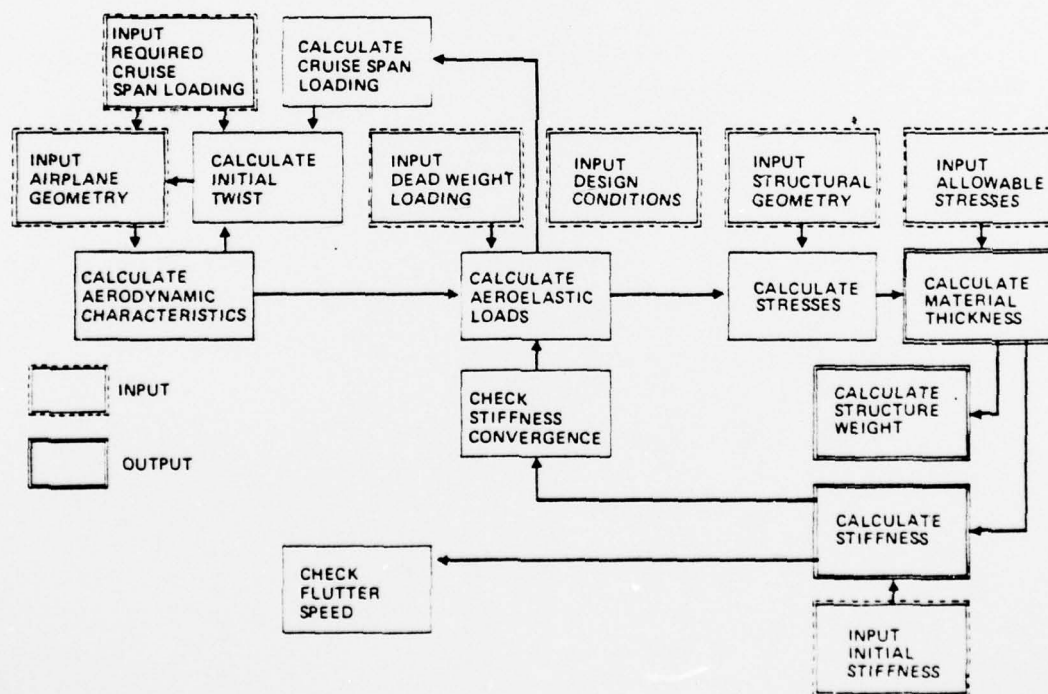 INPUT
REQUIRED
CRUISE
SPAN LOADING
CALCULATE
CRUISE SPAN
LOADING
INPUT
AIRPLANE
GEOMETRY
CALCULATE
INITIAL
TWIST
INPUT
DEAD WEIGHT
LOADING
INPUT
DESIGN
CONDITIONS
INPUT
STRUCTURAL
GEOMETRY
INPUT
ALLOWABLE
STRESSES
CALCULATE
AERODYNAMIC
CHARACTERISTICS
CALCULATE
AEROELASTIC
LOADS
CALCULATE
STRESSES
CALCULATE
MATERIAL
THICKNESS
INPUT
OUTPUT
CHECK
STIFFNESS
CONVERGENCE
CALCULATE
STRUCTURE
WEIGHT
CALCULATE
STIFFNESS
CHECK
FLUTTER
SPEED
INPUT
INITIAL
STIFFNESS